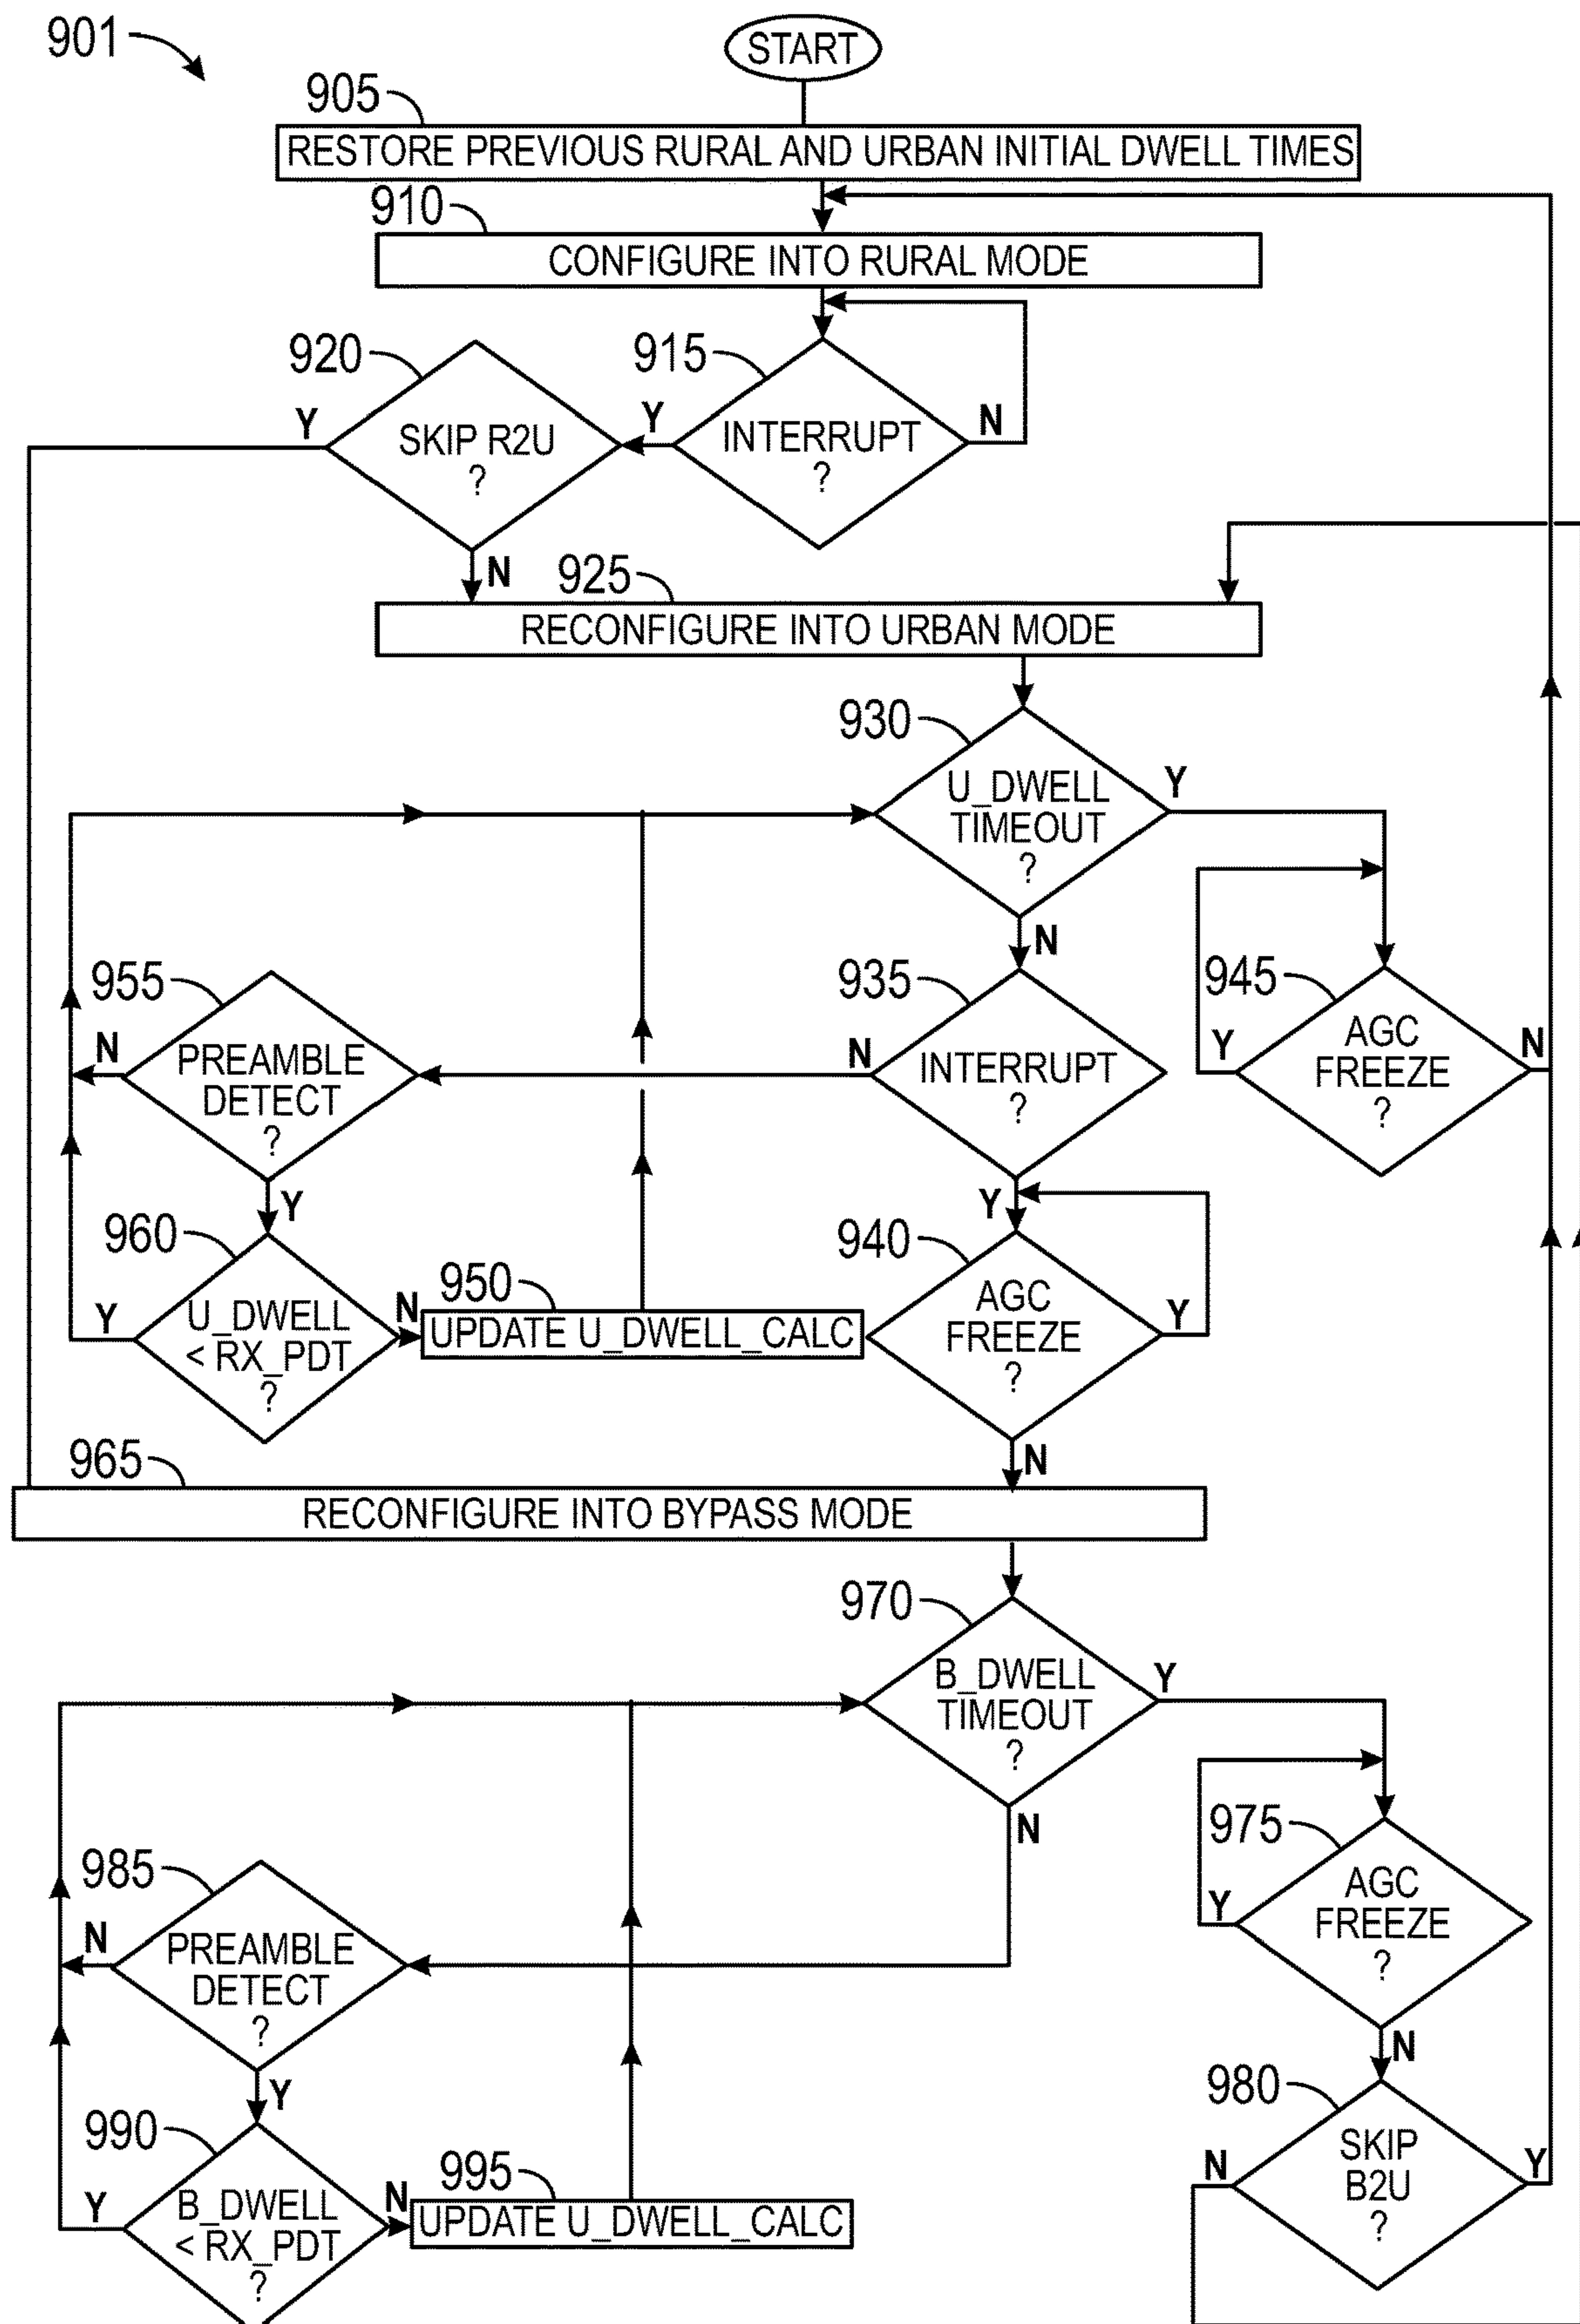 901
START
905
RESTORE PREVIOUS RURAL AND URBAN INITIAL DWELL TIMES
910
CONFIGURE INTO RURAL MODE
920
915
Y
SKIP R2U
?
Y
INTERRUPT
?
N
N
925
RECONFIGURE INTO URBAN MODE
930
U_DWELL
TIMEOUT
?
Y
N
955
935
945
N
PREAMBLE
DETECT
?
N
INTERRUPT
?
Y
AGC
FREEZE
?
N
Y
Y
960
950
940
Y
U_DWELL
< RX_PDT
?
N
UPDATE U_DWELL_CALC
AGC
FREEZE
?
Y
N
965
RECONFIGURE INTO BYPASS MODE
970
B_DWELL
TIMEOUT
?
Y
N
985
975
N
PREAMBLE
DETECT
?
Y
AGC
FREEZE
?
Y
N
990
995
980
Y
B_DWELL
< RX_PDT
?
N
UPDATE U_DWELL_CALC
N
SKIP
B2U
?
Y